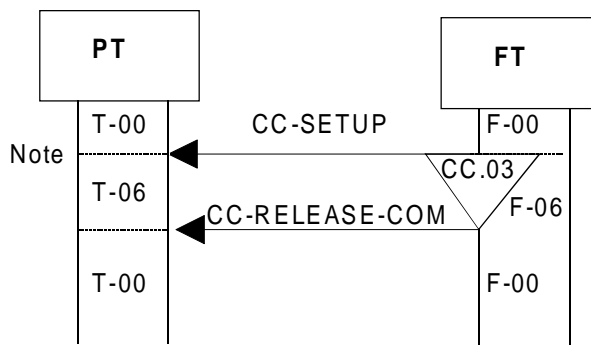 PT
FT
T-00
CC-SETUP
F-00
Note
CC.03
T-06
F-06
CC-RELEASE-COM
T-00
F-00